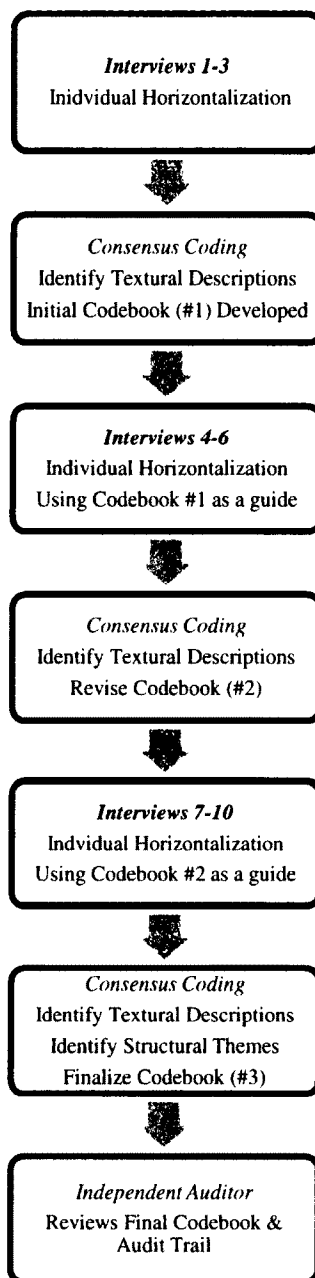 Interviews 1-3
Inidvidual Horizontalization
Consensus Coding
Identify Textural Descriptions
Initial Codebook (#1) Developed
Interviews 4-6
Individual Horizontalization
Using Codebook #1 as a guide
Consensus Coding
Identify Textural Descriptions
Revise Codebook (#2)
Interviews 7-10
Indvidual Horizontalization
Using Codebook #2 as a guide
Consensus Coding
Identify Textural Descriptions
Identify Structural Themes
Finalize Codebook (#3)
Independent Auditor
Reviews Final Codebook &
Audit Trail